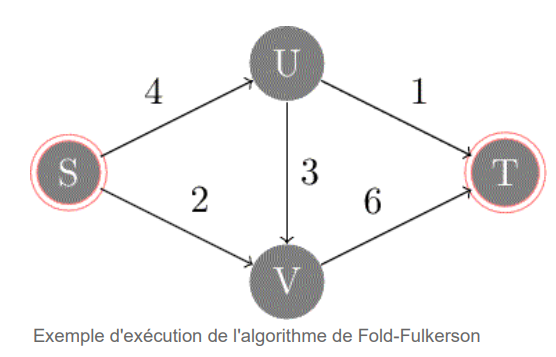 U
4
1
S
3
T
2
6
V
Exemple d'exécution de l'algorithme de Fold-Fulkerson